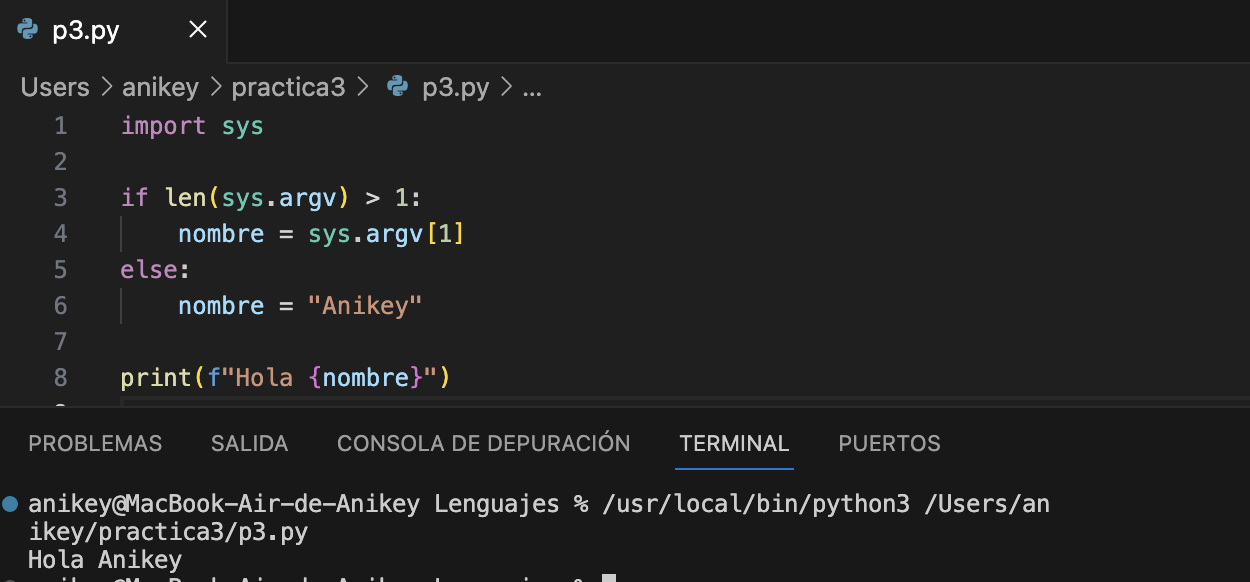 p3.py
Users > anikey > practica3 > p3.py > ...
1 import sys
2
3 if len(sys.argv) > 1:
4     nombre = sys.argv[1]
5 else:
6     nombre = "Anikey"
7
8 print(f"Hola {nombre}")
PROBLEMAS SALIDA CONSOLA DE DEPURACIÓN TERMINAL PUERTOS
anikey@MacBook-Air-de-Anikey Lenguajes % /usr/local/bin/python3 /Users/an
ikey/practica3/p3.py
Hola Anikey